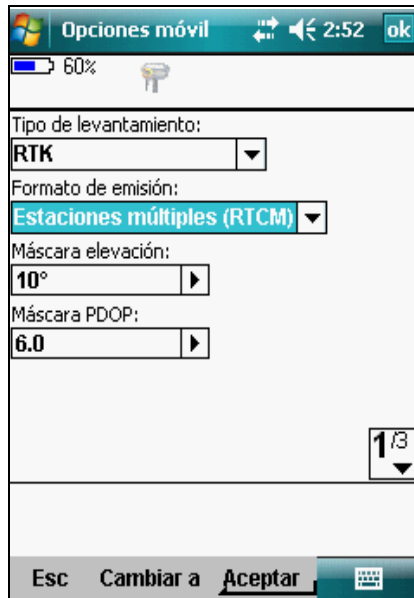 Opciones móvil 2:52 ok
60%
Tipo de levantamiento:
RTK
Formato de emisión:
Estaciones múltiples (RTCM)
Máscara elevación:
10°
Máscara PDOP:
6.0
1/3
Esc Cambiar a Aceptar